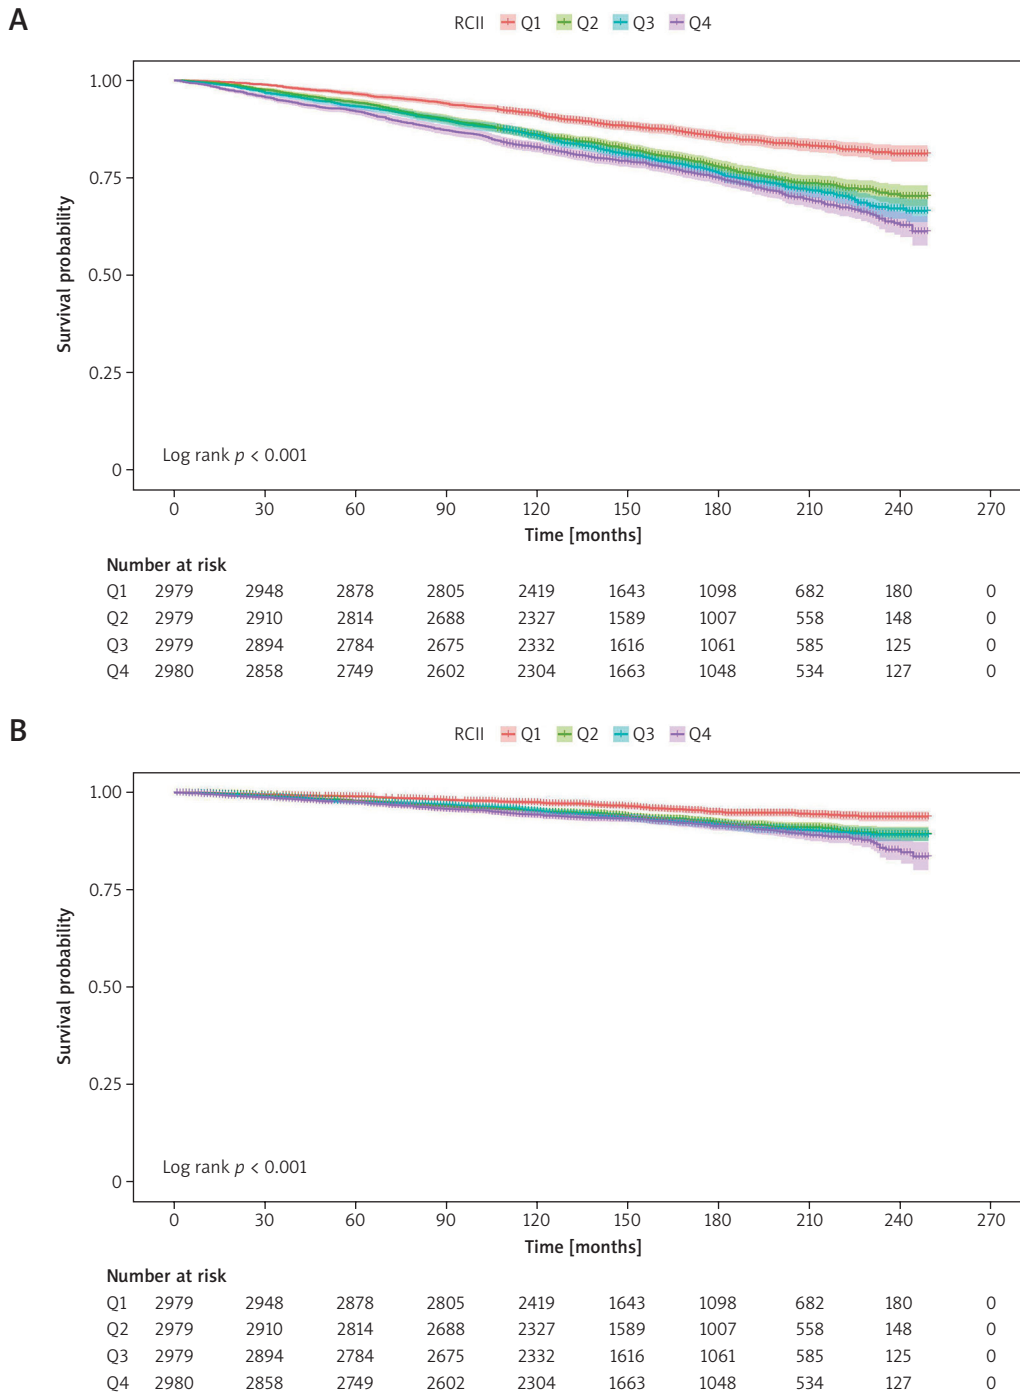 A
RCII Q1 Q2 Q3 Q4
1.00
0.75
0.50
0.25
0
Survival probability
Log rank p < 0.001
0 30 60 90 120 150 180 210 240 270
Time [months]
Number at risk
Q1 2979 2948 2878 2805 2419 1643 1098 682 180 0
Q2 2979 2910 2814 2688 2327 1589 1007 558 148 0
Q3 2979 2894 2784 2675 2332 1616 1061 585 125 0
Q4 2980 2858 2749 2602 2304 1663 1048 534 127 0
B
RCII Q1 Q2 Q3 Q4
1.00
0.75
0.50
0.25
0
Survival probability
Log rank p < 0.001
0 30 60 90 120 150 180 210 240 270
Time [months]
Number at risk
Q1 2979 2948 2878 2805 2419 1643 1098 682 180 0
Q2 2979 2910 2814 2688 2327 1589 1007 558 148 0
Q3 2979 2894 2784 2675 2332 1616 1061 585 125 0
Q4 2980 2858 2749 2602 2304 1663 1048 534 127 0